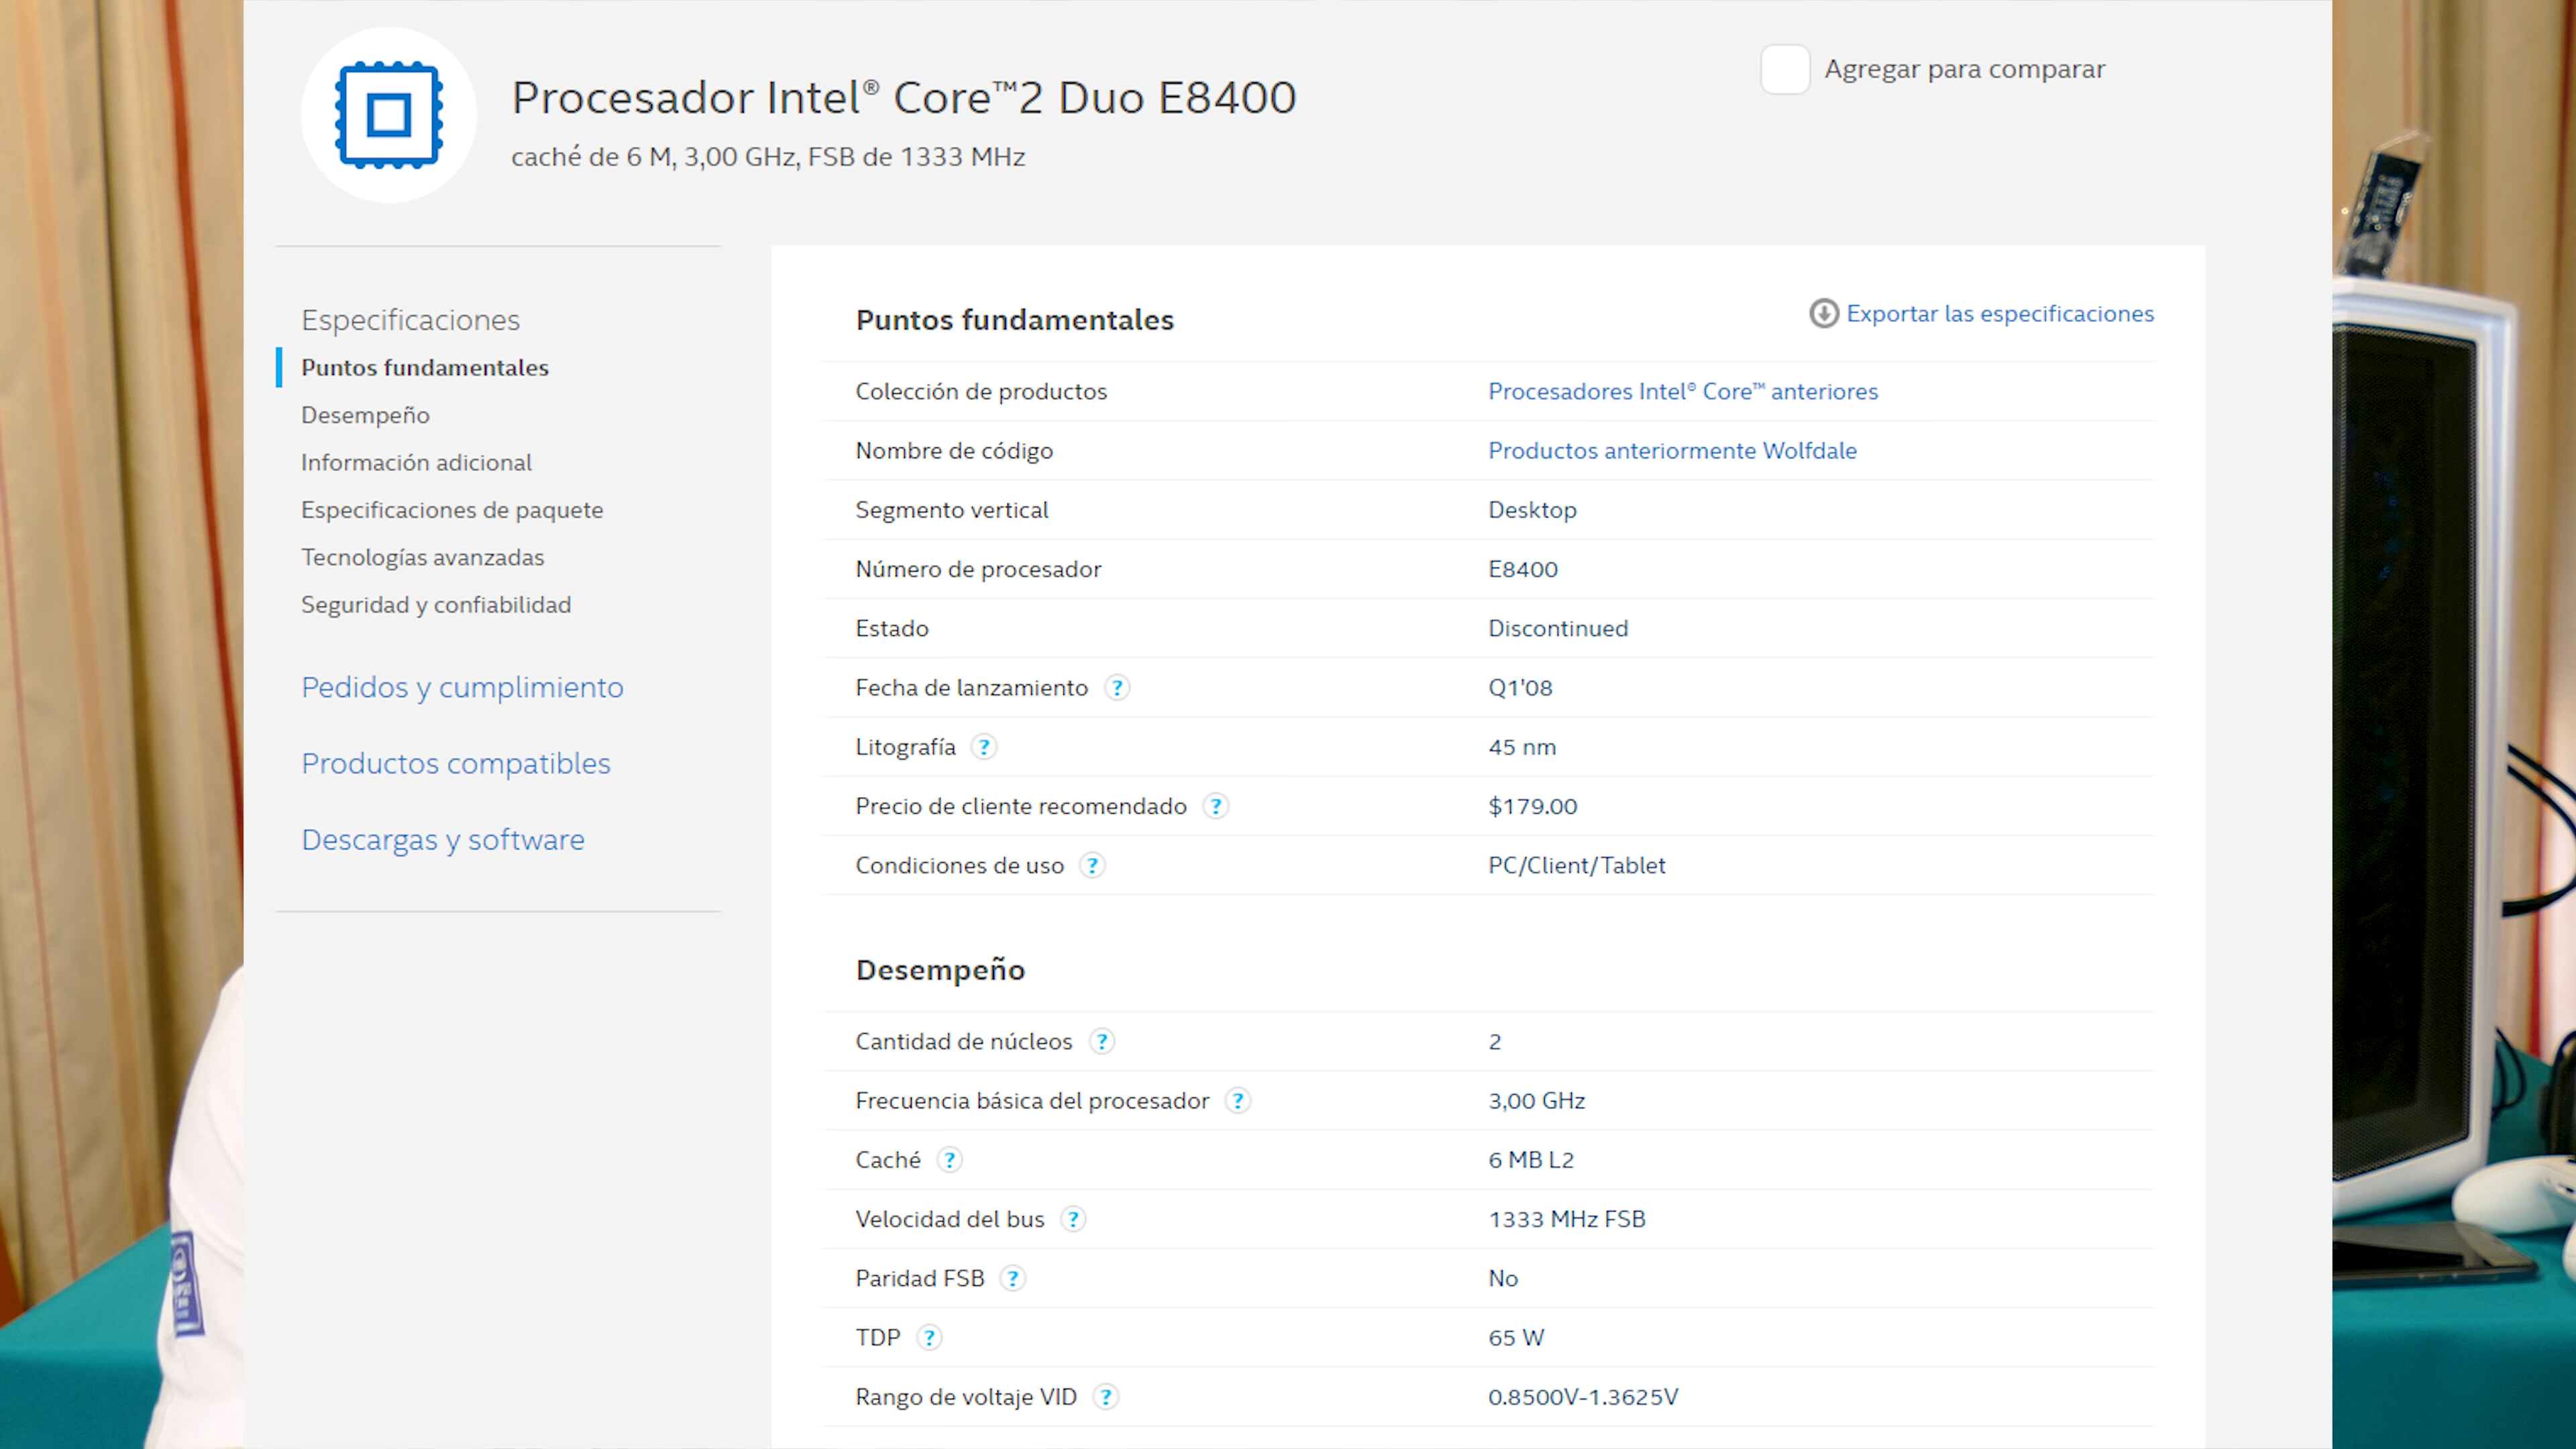 Procesador Intel® Core™2 Duo E8400
caché de 6 M, 3,00 GHz, FSB de 1333 MHz
Agregar para comparar
Especificaciones
Puntos fundamentales
Desempeño
Información adicional
Especificaciones de paquete
Tecnologías avanzadas
Seguridad y confiabilidad
Pedidos y cumplimiento
Productos compatibles
Descargas y software
Puntos fundamentales
Exportar las especificaciones
Colección de productos Procesadores Intel® Core™ anteriores
Nombre de código Productos anteriormente Wolfdale
Segmento vertical Desktop
Número de procesador E8400
Estado Discontinued
Fecha de lanzamiento ? Q1'08
Litografía ? 45 nm
Precio de cliente recomendado ? $179.00
Condiciones de uso ? PC/Client/Tablet
Desempeño
Cantidad de núcleos ? 2
Frecuencia básica del procesador ? 3,00 GHz
Caché ? 6 MB L2
Velocidad del bus ? 1333 MHz FSB
Paridad FSB ? No
TDP ? 65 W
Rango de voltaje VID ? 0.8500V-1.3625V